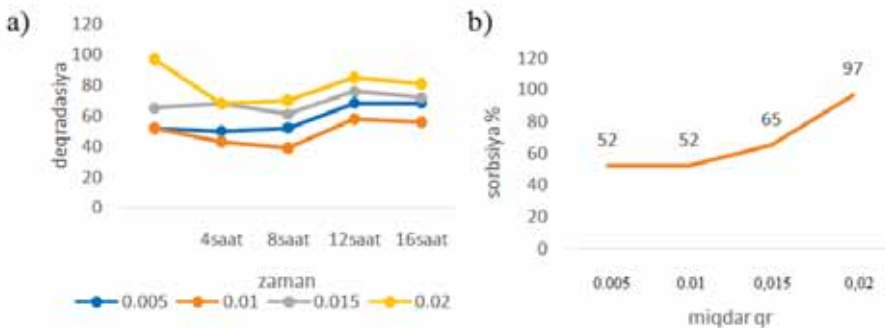 a)
deqradasiya
120
100
80
60
40
20
0
4saat 8saat 12saat 16saat
zaman
0.005 0.01 0.015 0.02
b)
sorbsiya %
120
100
80
60
40
20
0
52 52 65 97
0.005 0.01 0,015 0,02
miqdar qr